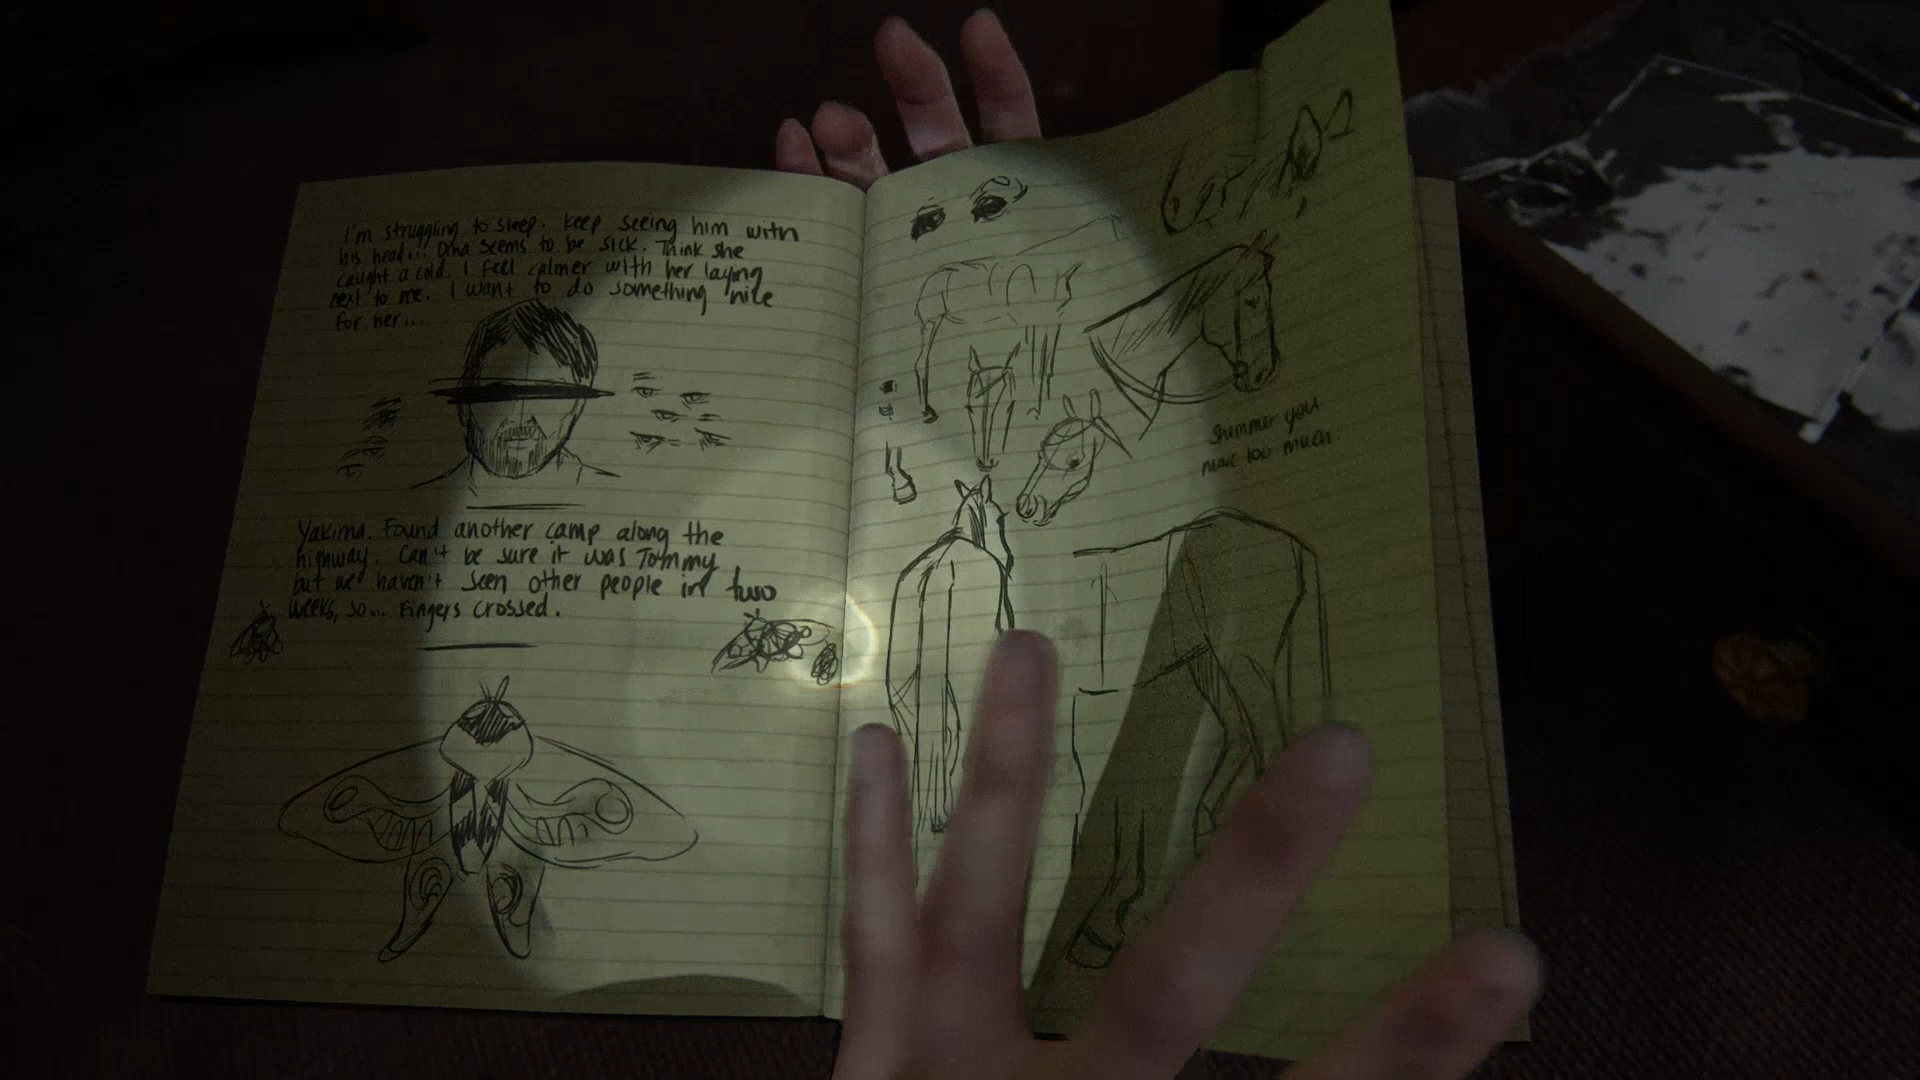 I'm struggling to sleep. Keep seeing him with
his head... Dina seems to be sick. Think she
caught a cold. I feel calmer with her laying
next to me. I want to do something nice
for her...
Yakima. Found another camp along the
highway. Can't be sure it was Tommy
but we haven't seen other people in two
weeks, so... Fingers crossed.
Shimmer you
move too much.